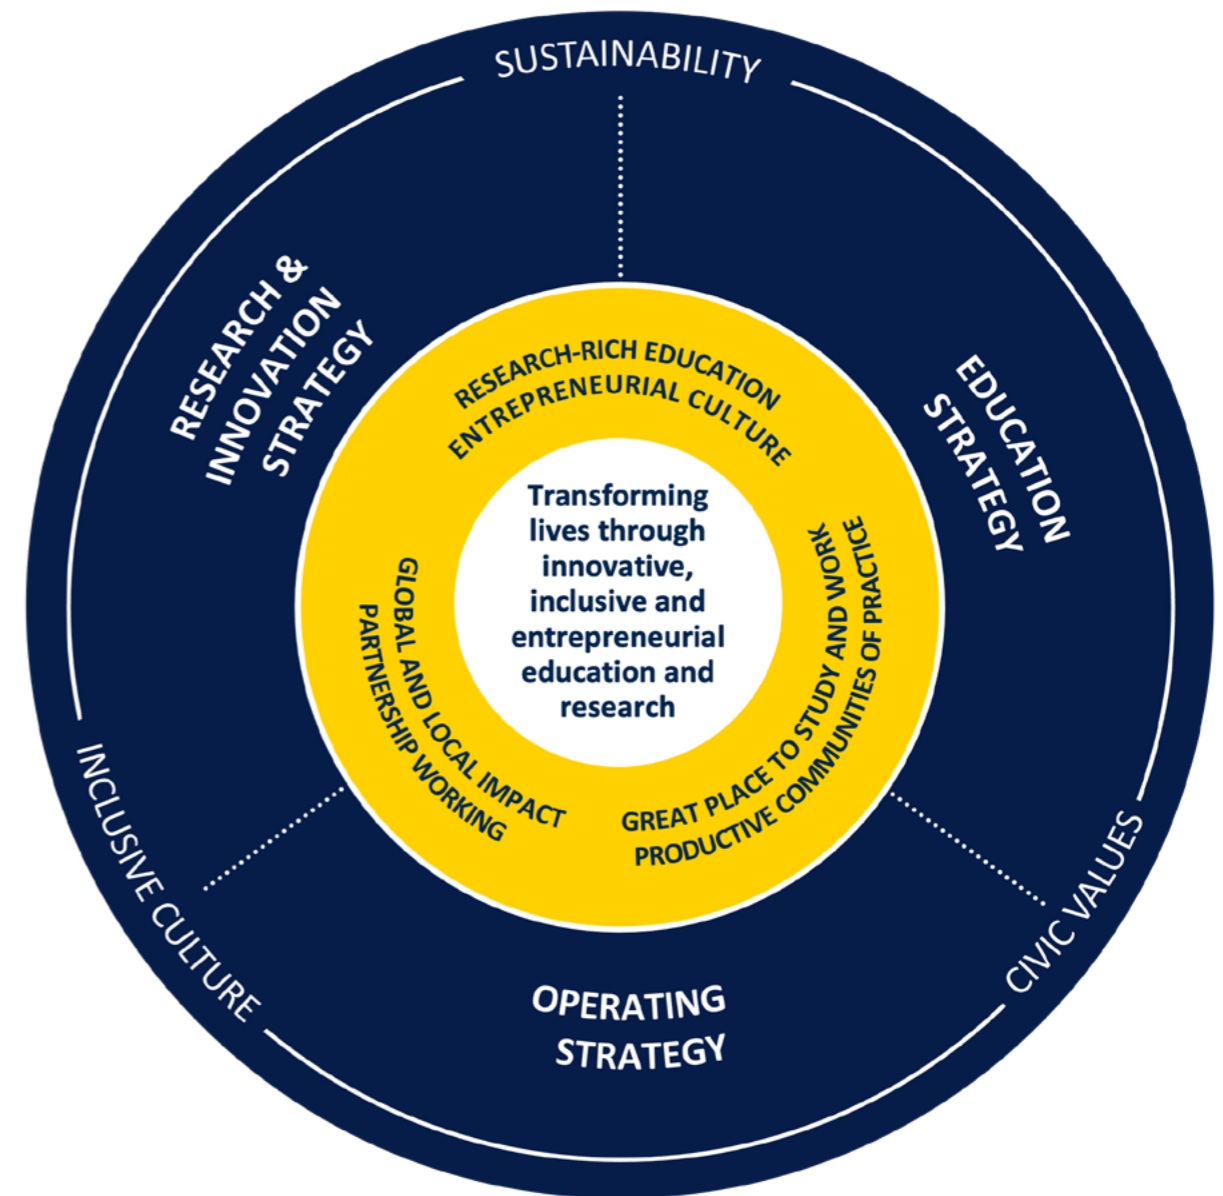 SUSTAINABILITY
RESEARCH &
INNOVATION
STRATEGY
EDUCATION
STRATEGY
RESEARCH-RICH EDUCATION
ENTREPRENEURIAL CULTURE
Transforming
lives through
innovative,
inclusive and
entrepreneurial
education and
research
GLOBAL AND LOCAL IMPACT
PARTNERSHIP WORKING
GREAT PLACE TO STUDY AND WORK
PRODUCTIVE COMMUNITIES OF PRACTICE
INCLUSIVE CULTURE
CIVIC VALUES
OPERATING
STRATEGY